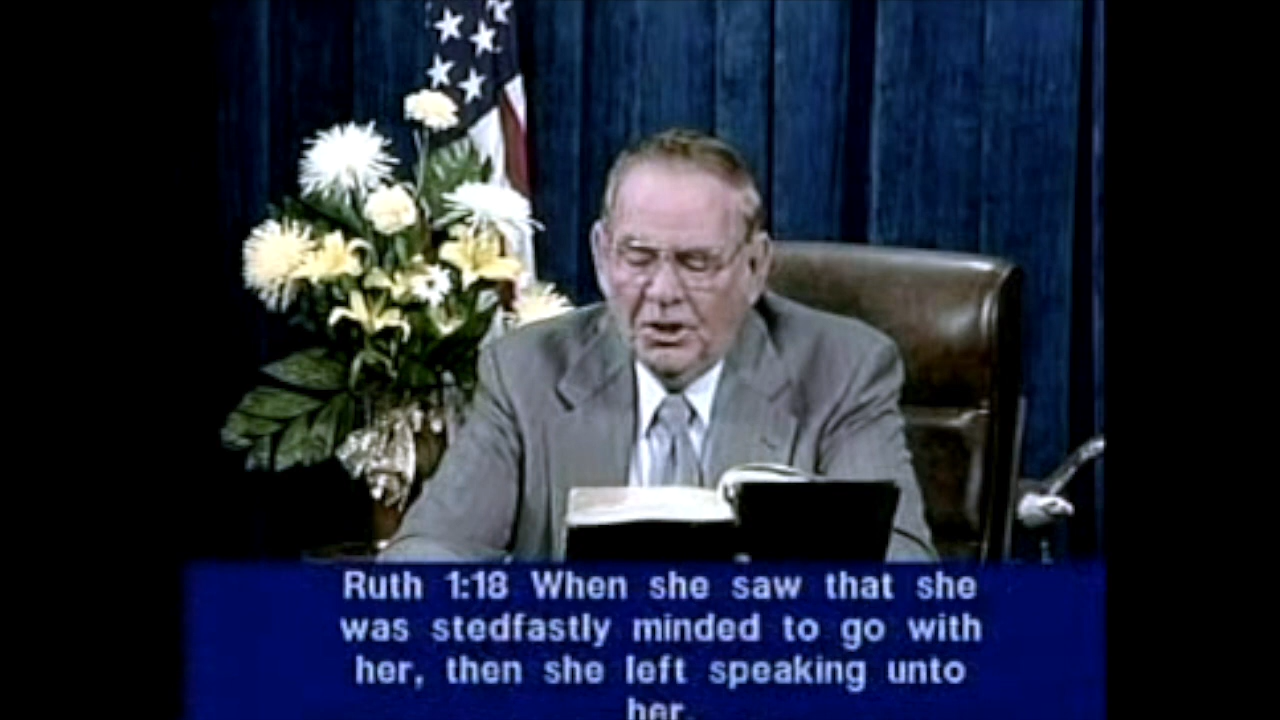 Ruth 1:18 When she saw that she
was stedfastly minded to go with
her, then she left speaking unto
her.